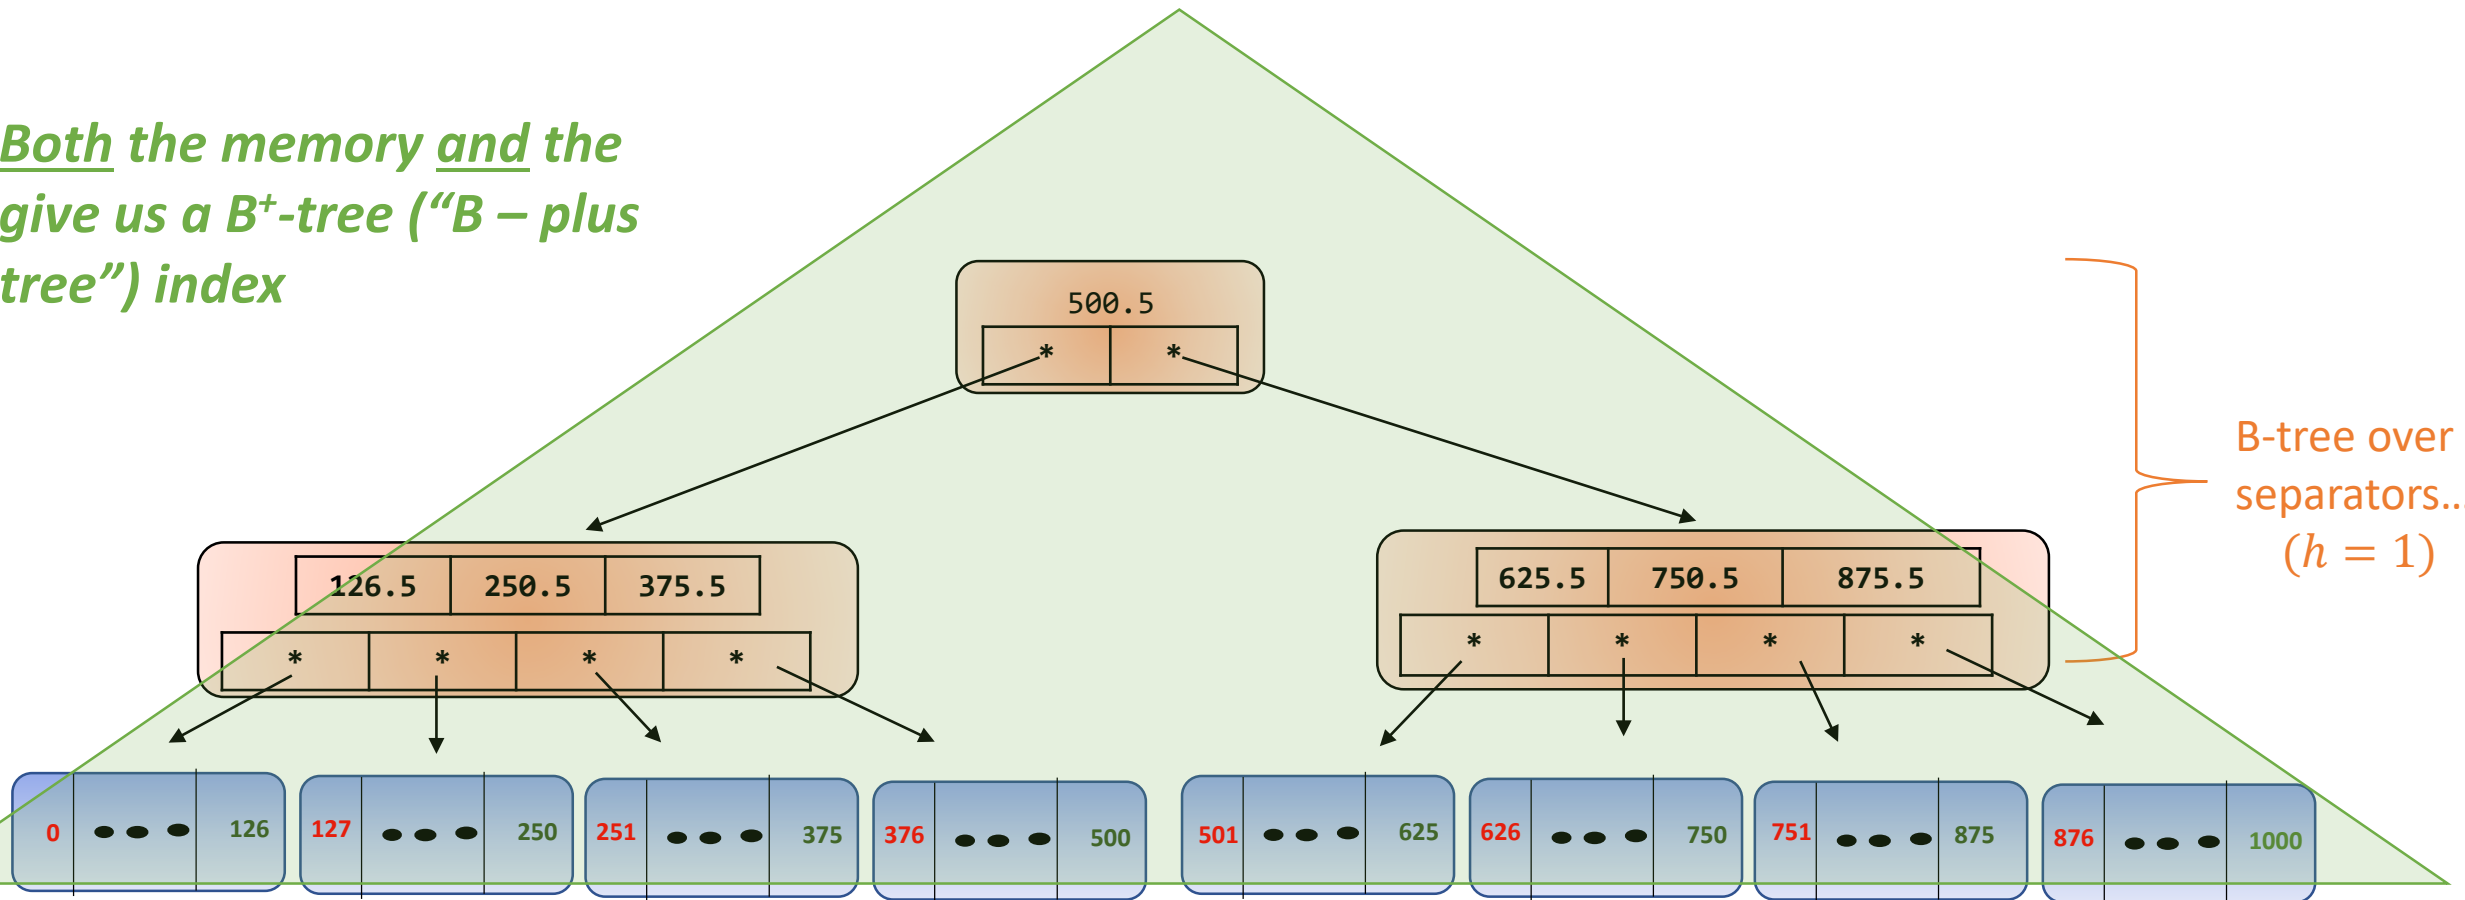 Both the memory and the
give us a B⁺-tree (“B – plus
tree”) index
500.5
* *
B-tree over
separators…
(h = 1)
126.5 250.5 375.5
* * * *
625.5 750.5 875.5
* * * *
0 126
127 250
251 375
376 500
501 625
626 750
751 875
876 1000